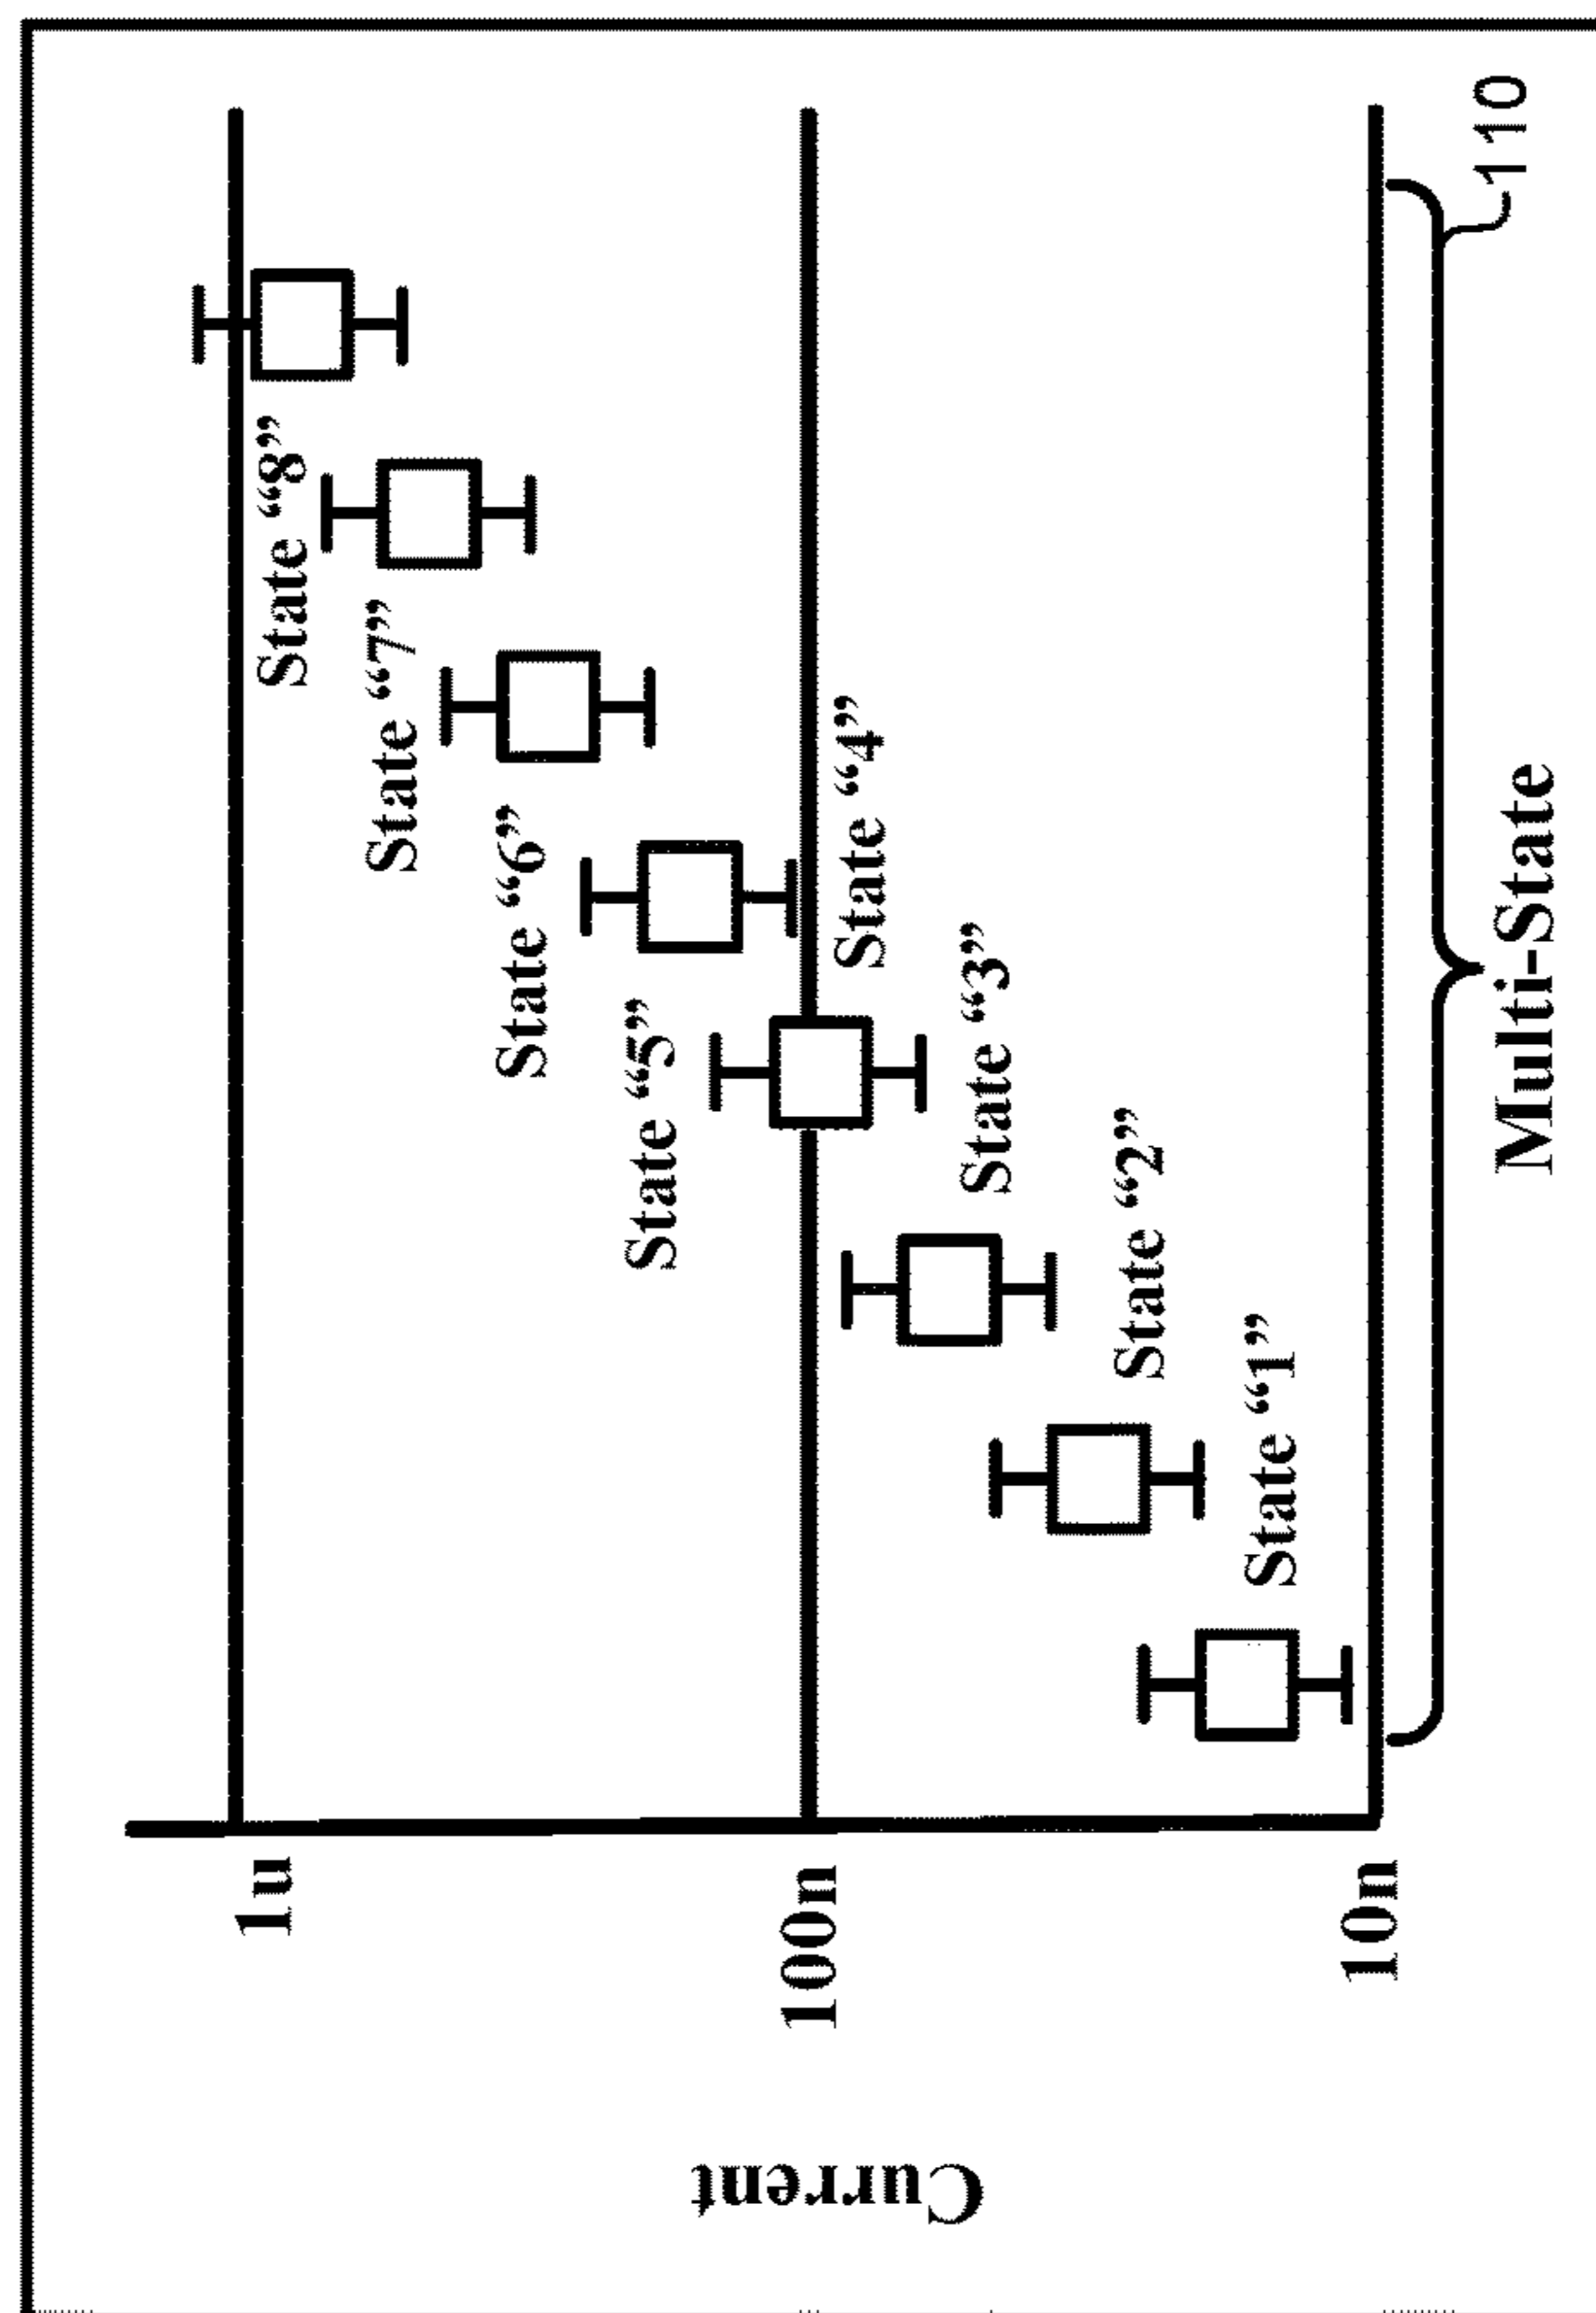 Current
1u
100n
10n
State “8”
State “7”
State “6”
State “5”
State “4”
State “3”
State “2”
State “1”
110
Multi-State